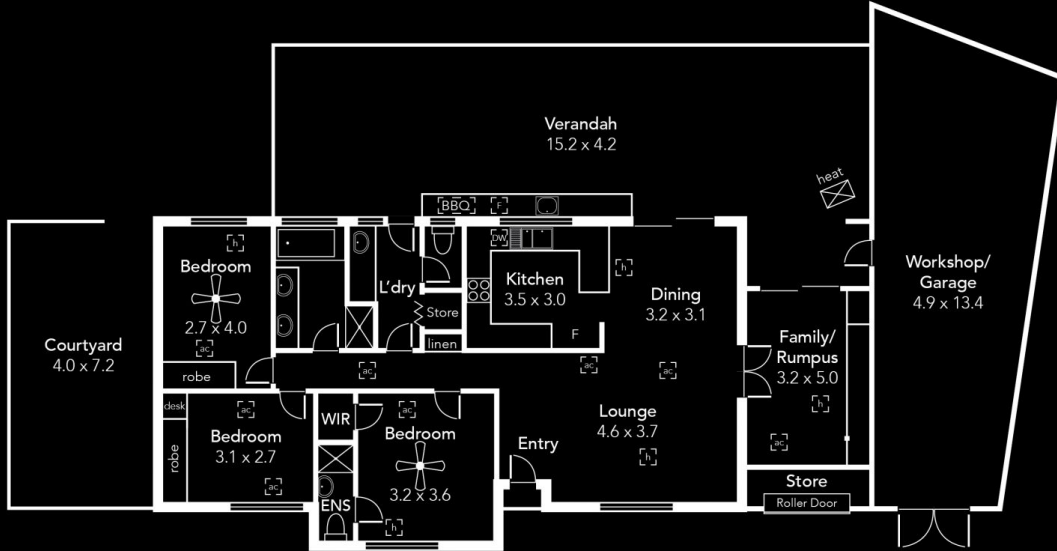 Verandah
15.2 x 4.2
heat
BBQ
F
h
Bedroom
2.7 x 4.0
ac
robe
L'dry
Store
linen
DW
Kitchen
3.5 x 3.0
F
h
Dining
3.2 x 3.1
Workshop/
Garage
4.9 x 13.4
Courtyard
4.0 x 7.2
Family/
Rumpus
3.2 x 5.0
h
ac
ac
ac
ac
desk
robe
ac
Bedroom
3.1 x 2.7
ac
WIR
ENS
ac
Bedroom
3.2 x 3.6
h
Entry
Lounge
4.6 x 3.7
h
Store
Roller Door